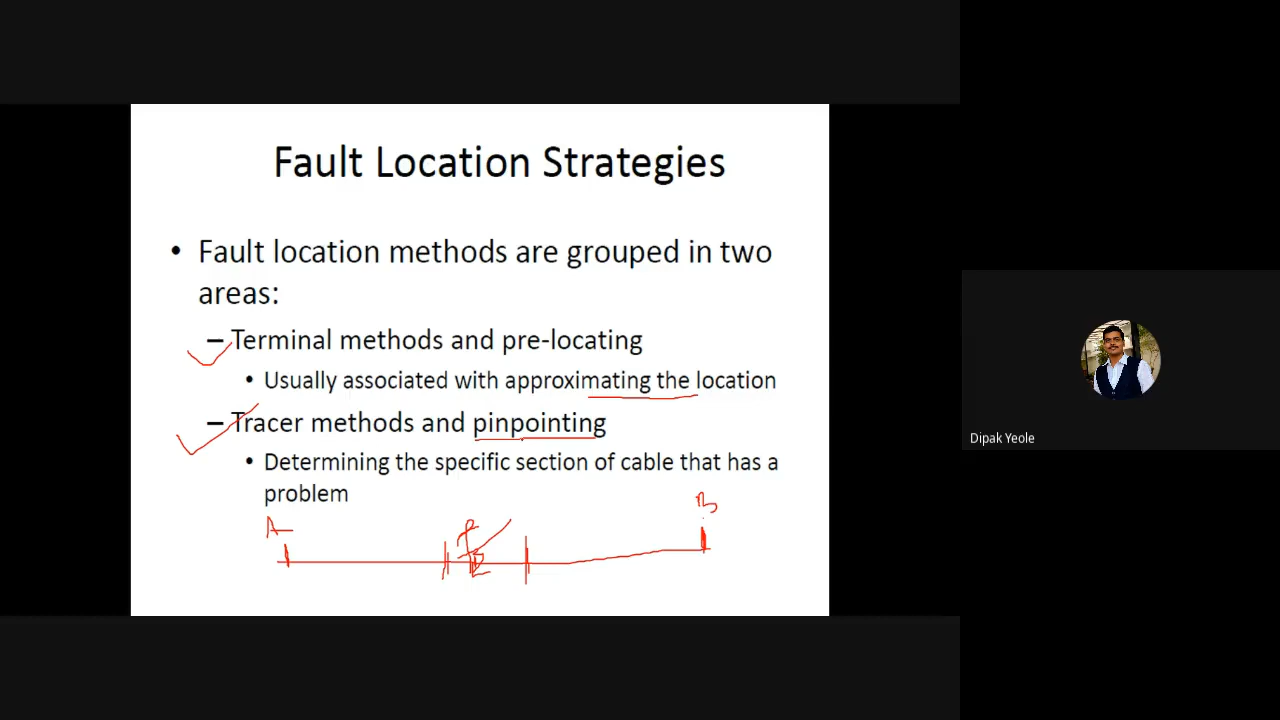 Fault Location Strategies
• Fault location methods are grouped in two
areas:
– Terminal methods and pre-locating
• Usually associated with approximating the location
– Tracer methods and pinpointing
• Determining the specific section of cable that has a
problem
A
B
Dipak Yeole